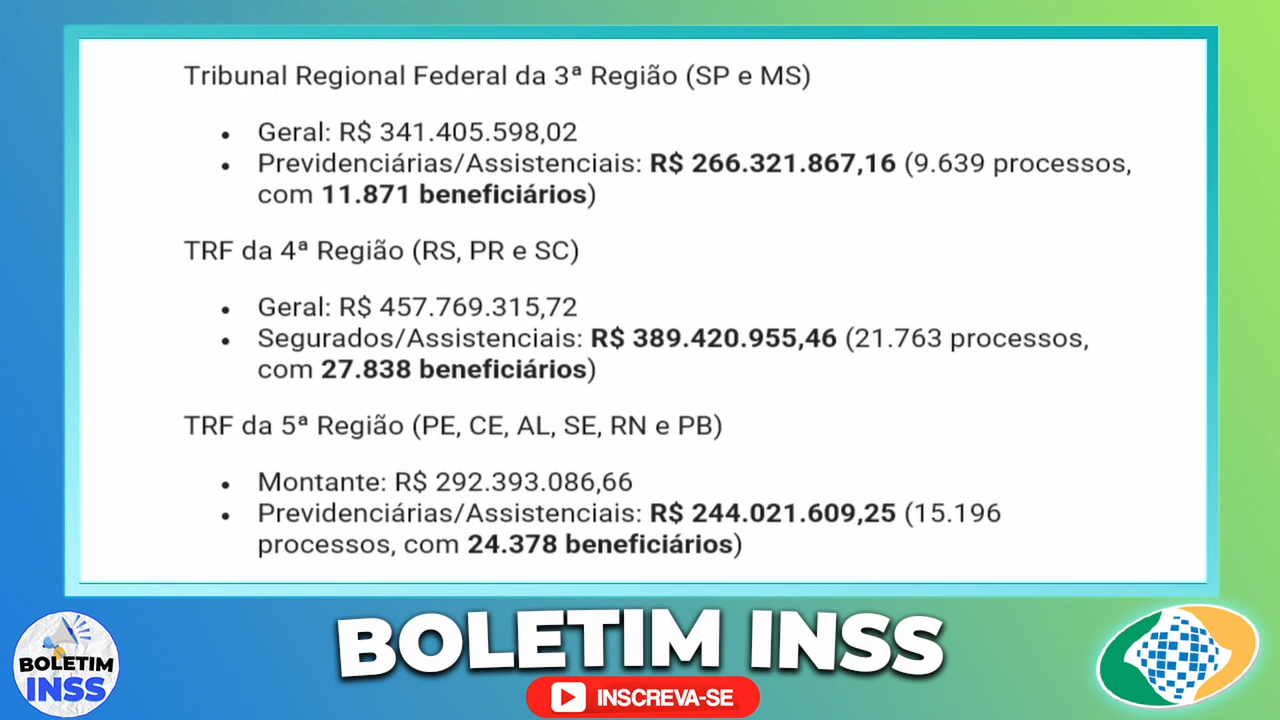 Tribunal Regional Federal da 3ª Região (SP e MS)
• Geral: R$ 341.405.598,02
• Previdenciárias/Assistenciais: R$ 266.321.867,16 (9.639 processos,
com 11.871 beneficiários)
TRF da 4ª Região (RS, PR e SC)
• Geral: R$ 457.769.315,72
• Segurados/Assistenciais: R$ 389.420.955,46 (21.763 processos,
com 27.838 beneficiários)
TRF da 5ª Região (PE, CE, AL, SE, RN e PB)
• Montante: R$ 292.393.086,66
• Previdenciárias/Assistenciais: R$ 244.021.609,25 (15.196
processos, com 24.378 beneficiários)
BOLETIM INSS
INSCREVA-SE
BOLETIM
INSS